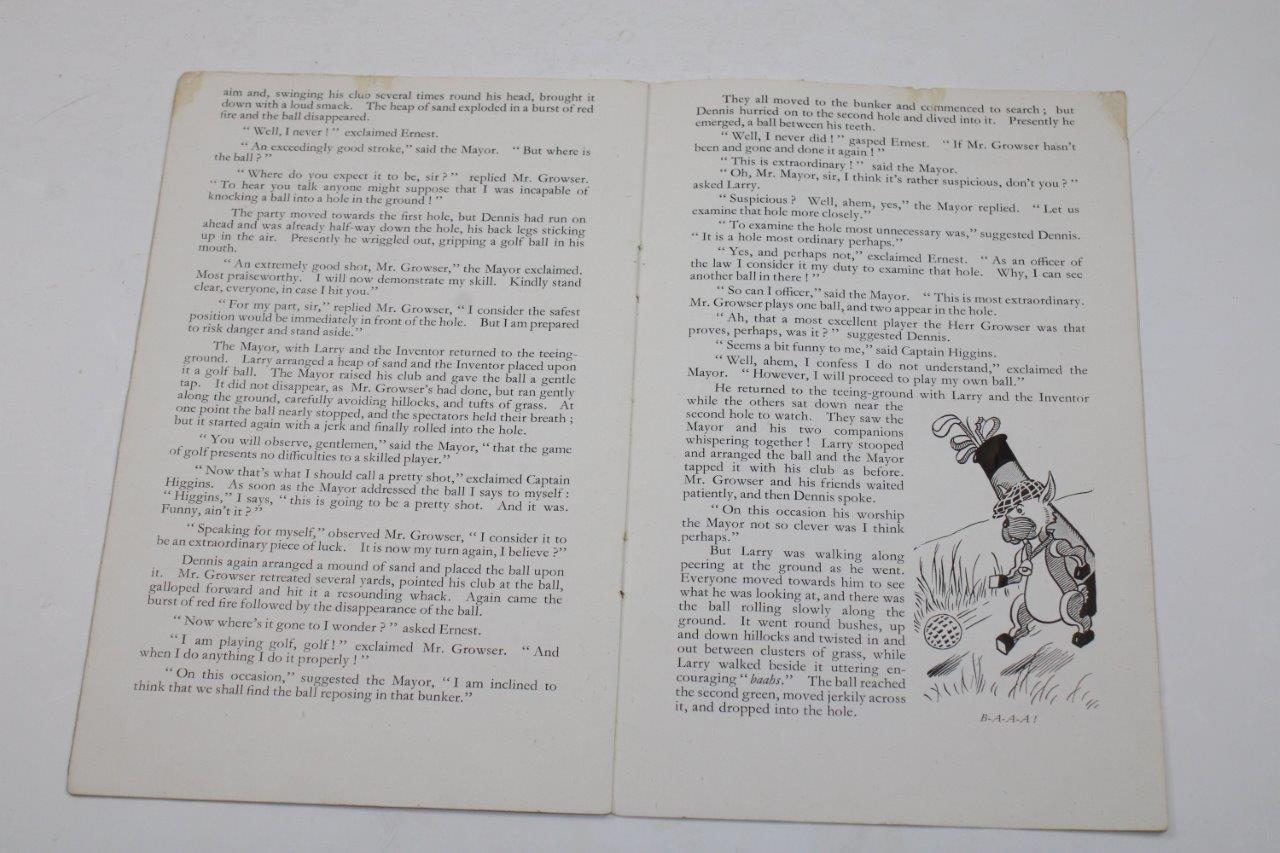 aim and, swinging his club several times round his head, brought it
down with a loud smack. The heap of sand exploded in a burst of red
fire and the ball disappeared.
“ Well, I never ! ” exclaimed Ernest.
“ An exceedingly good stroke,” said the Mayor. “ But where is
the ball ? ”
“ Where do you expect it to be, sir ? ” replied Mr. Growser.
“ To hear you talk anyone might suppose that I was incapable of
knocking a ball into a hole in the ground ! ”
The party moved towards the first hole, but Dennis had run on
ahead and was already half-way down the hole, his back legs sticking
up in the air. Presently he wriggled out, gripping a golf ball in his
mouth.
“ An extremely good shot, Mr. Growser,” the Mayor exclaimed.
Most praiseworthy. I will now demonstrate my skill. Kindly stand
clear, everyone, in case I hit you.”
“ For my part, sir,” replied Mr. Growser, “ I consider the safest
position would be immediately in front of the hole. But I am prepared
to risk danger and stand aside.”
The Mayor, with Larry and the Inventor returned to the teeing-
ground. Larry arranged a heap of sand and the Inventor placed upon
it a golf ball. The Mayor raised his club and gave the ball a gentle
tap. It did not disappear, as Mr. Growser's had done, but ran gently
along the ground, carefully avoiding hillocks, and tufts of grass. At
one point the ball nearly stopped, and the spectators held their breath ;
but it started again with a jerk and finally rolled into the hole.
“ You will observe, gentlemen,” said the Mayor, “ that the game
of golf presents no difficulties to a skilled player.”
“ Now that's what I should call a pretty shot,” exclaimed Captain
Higgins. As soon as the Mayor addressed the ball I says to myself :
“ Higgins,” I says, “ this is going to be a pretty shot. And it was.
Funny, ain't it ? ”
“ Speaking for myself,” observed Mr. Growser, “ I consider it to
be an extraordinary piece of luck. It is now my turn again, I believe ?”
Dennis again arranged a mound of sand and placed the ball upon
it. Mr. Growser retreated several yards, pointed his club at the ball,
galloped forward and hit it a resounding whack. Again came the
burst of red fire followed by the disappearance of the ball.
“ Now where's it gone to I wonder ? ” asked Ernest.
“ I am playing golf, golf ! ” exclaimed Mr. Growser. “ And
when I do anything I do it properly ! ”
“ On this occasion,” suggested the Mayor, “ I am inclined to
think that we shall find the ball reposing in that bunker.”
They all moved to the bunker and commenced to search ; but
Dennis hurried on to the second hole and dived into it. Presently he
emerged, a ball between his teeth.
“ Well, I never did ! ” gasped Ernest. “ If Mr. Growser hasn't
been and gone and done it again ! ”
“ This is extraordinary ! ” said the Mayor.
“ Oh, Mr. Mayor, sir, I think it's rather suspicious, don't you ? ”
asked Larry.
“ Suspicious ? Well, ahem, yes,” the Mayor replied. “ Let us
examine that hole more closely.”
“ To examine the hole most unnecessary was,” suggested Dennis.
“ It is a hole most ordinary perhaps.”
“ Yes, and perhaps not,” exclaimed Ernest. “ As an officer of
the law I consider it my duty to examine that hole. Why, I can see
another ball in there ! ”
“ So can I officer,” said the Mayor. “ This is most extraordinary.
Mr. Growser plays one ball, and two appear in the hole.
“ Ah, that a most excellent player the Herr Growser was that
proves, perhaps, was it ? ” suggested Dennis.
“ Seems a bit funny to me,” said Captain Higgins.
“ Well, ahem, I confess I do not understand,” exclaimed the
Mayor. “ However, I will proceed to play my own ball.”
He returned to the teeing-ground with Larry and the Inventor
while the others sat down near the
second hole to watch. They saw the
Mayor and his two companions
whispering together ! Larry stooped
and arranged the ball and the Mayor
tapped it with his club as before.
Mr. Growser and his friends waited
patiently, and then Dennis spoke.
“ On this occasion his worship
the Mayor not so clever was I think
perhaps.”
But Larry was walking along
peering at the ground as he went.
Everyone moved towards him to see
what he was looking at, and there was
the ball rolling slowly along the
ground. It went round bushes, up
and down hillocks and twisted in and
out between clusters of grass, while
Larry walked beside it uttering en-
couraging “ baahs.” The ball reached
the second green, moved jerkily across
it, and dropped into the hole.
B-A-A-A !